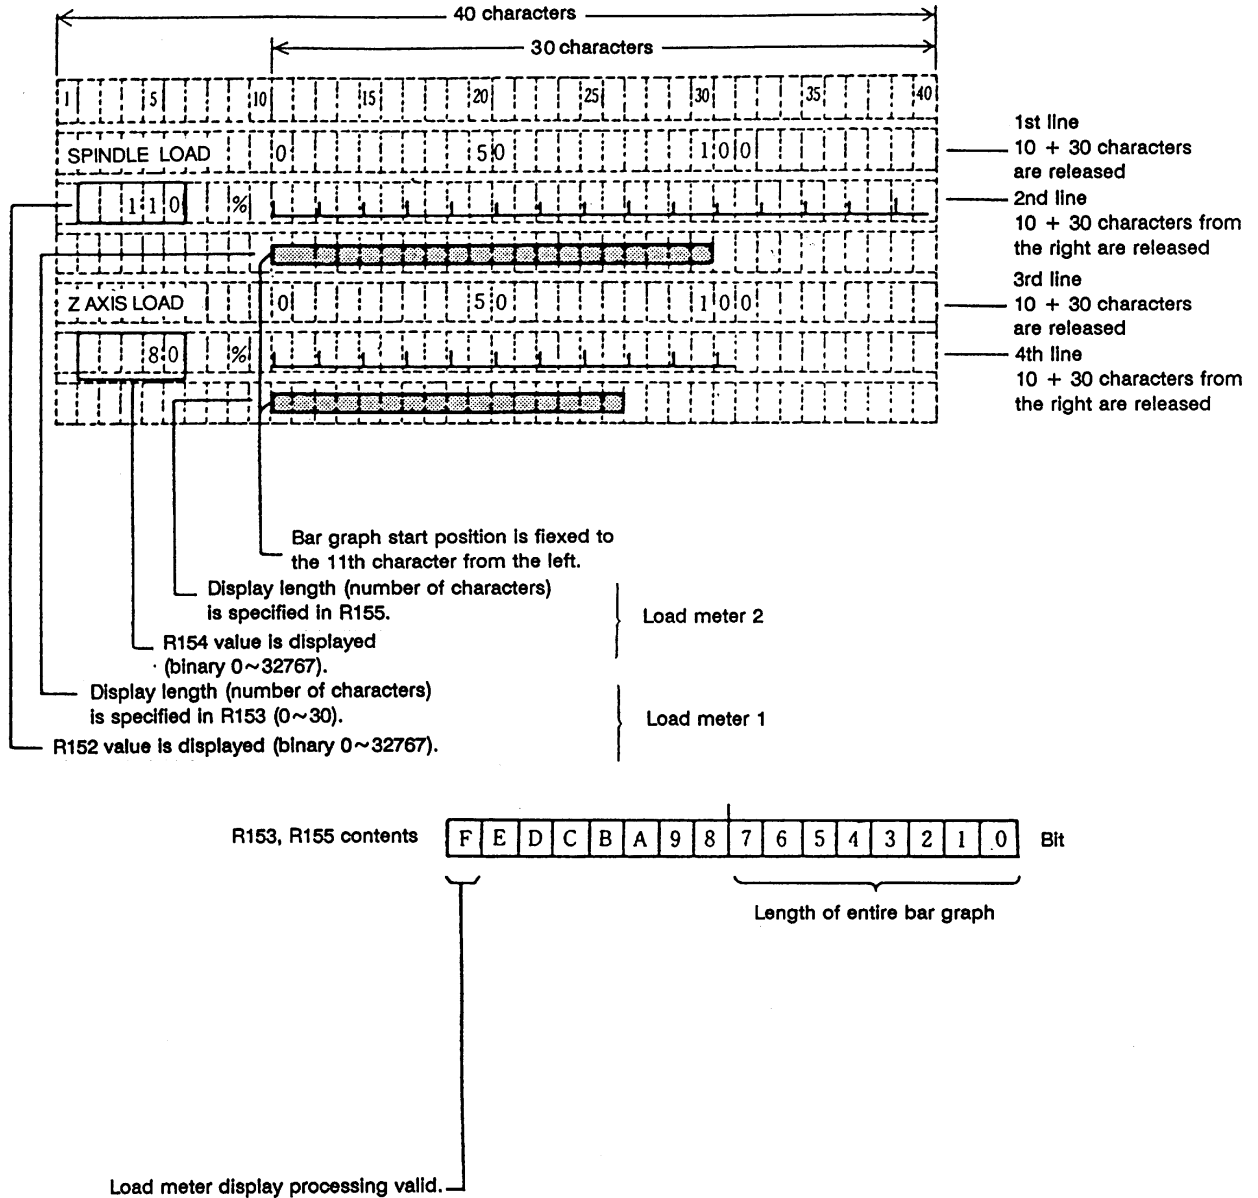 40 characters
30 characters
1 5 10 15 20 25 30 35 40
SPINDLE LOAD 0 50 100
1st line
10 + 30 characters
are released
110 %
2nd line
10 + 30 characters from
the right are released
Z AXIS LOAD 0 50 100
3rd line
10 + 30 characters
are released
80 %
4th line
10 + 30 characters from
the right are released
Bar graph start position is fiexed to
the 11th character from the left.
Display length (number of characters)
is specified in R155.
Load meter 2
R154 value is displayed
(binary 0~32767).
Display length (number of characters)
is specified in R153 (0~30).
Load meter 1
R152 value is displayed (binary 0~32767).
R153, R155 contents F E D C B A 9 8 7 6 5 4 3 2 1 0 Bit
Length of entire bar graph
Load meter display processing valid.